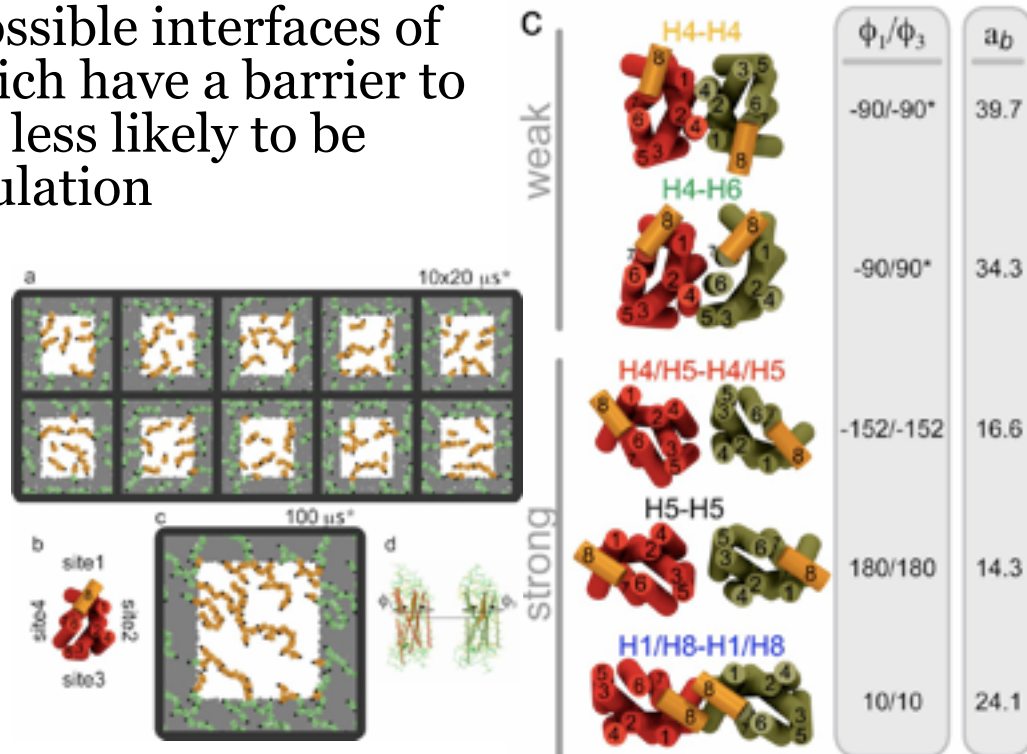 ossible interfaces of
ich have a barrier to
less likely to be
ulation
a
10x20 μs*
b
site1
site4
site2
site3
c
100 μs*
d
C
weak
strong
H4-H4
H4-H6
H4/H5-H4/H5
H5-H5
H1/H8-H1/H8
ϕ₁/ϕ₃
-90/-90*
-90/90*
-152/-152
180/180
10/10
ab
39.7
34.3
16.6
14.3
24.1